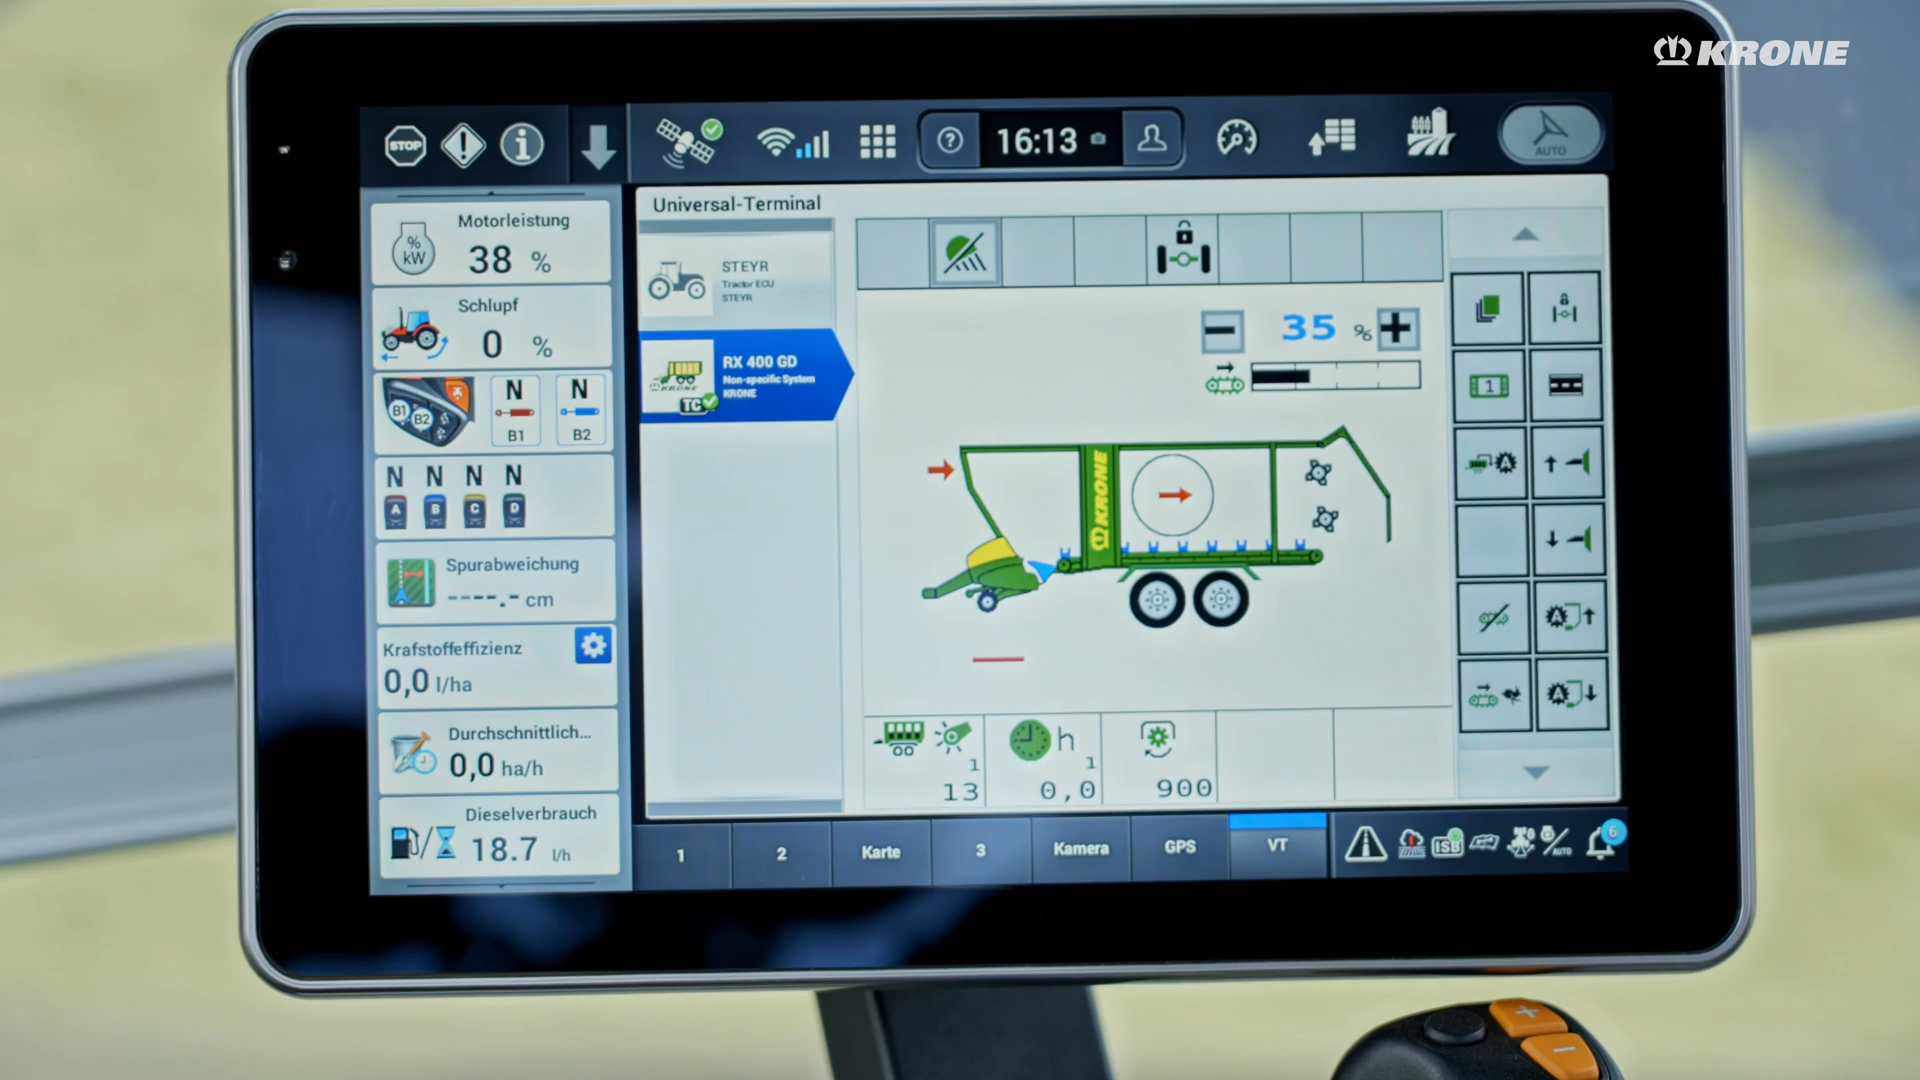 KRONE
STOP
16:13
AUTO
Motorleistung
% kW
38 %
Schlupf
0 %
B1 B2
N N
B1 B2
N N N N
A B C D
Spurabweichung
----.- cm
Krafstoffeffizienz
0,0 l/ha
Durchschnittlich...
0,0 ha/h
Dieselverbrauch
18.7 l/h
Universal-Terminal
STEYR
Tractor ECU
STEYR
RX 400 GD
Non-specific System
KRONE
KRONE
TC
35 %
KRONE
1
13
h
1
0,0
900
1
A
A
A
1
2
Karte
3
Kamera
GPS
VT
ISB
AUTO
6